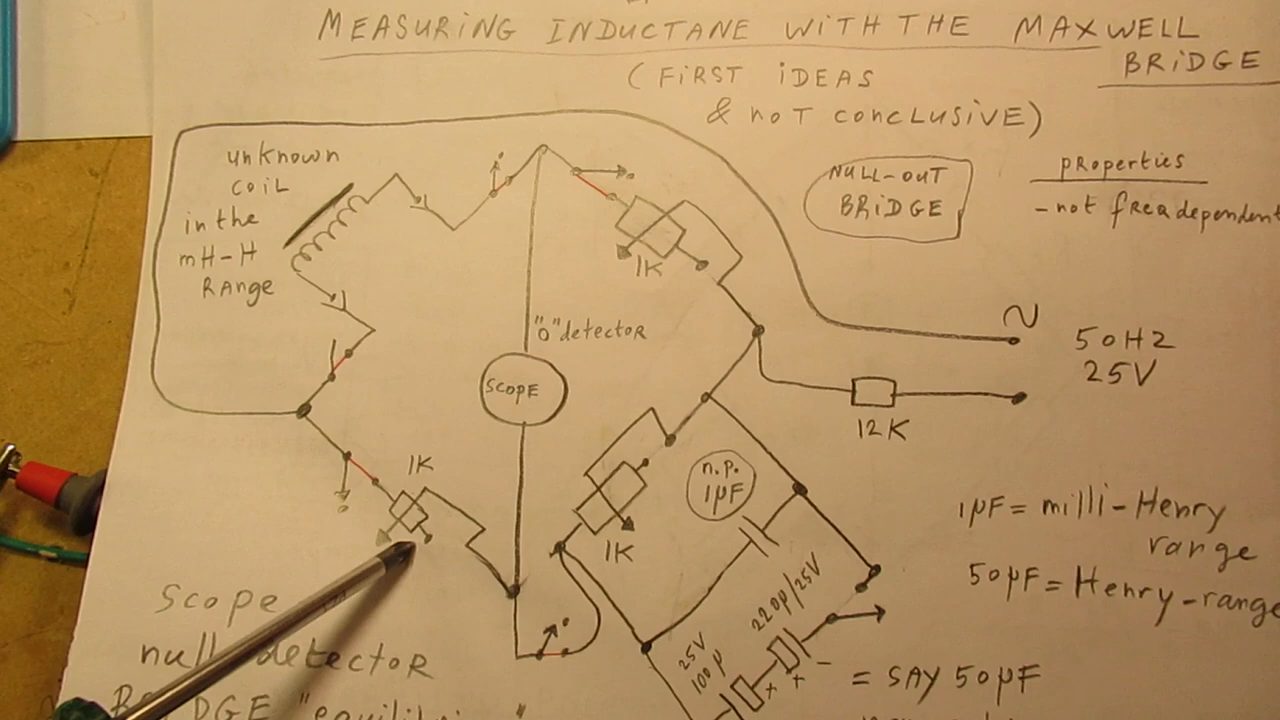 MEASURING INDUCTANE WITH THE MAXWELL
BRIDGE
(FIRST IDEAS
& NOT CONCLUSIVE)
unknown
COIL
in the
mH-H
RANGE
NULL-OUT
BRIDGE
PROPERTIES
-not freq dependent
1K
"0" detector
SCOPE
50HZ
25V
12K
1K
n.p.
1µF
1K
1µF = milli-Henry
range
50µF = Henry-range
Scope
null detector
220µ/25V
25V
100µ
= SAY 50µF